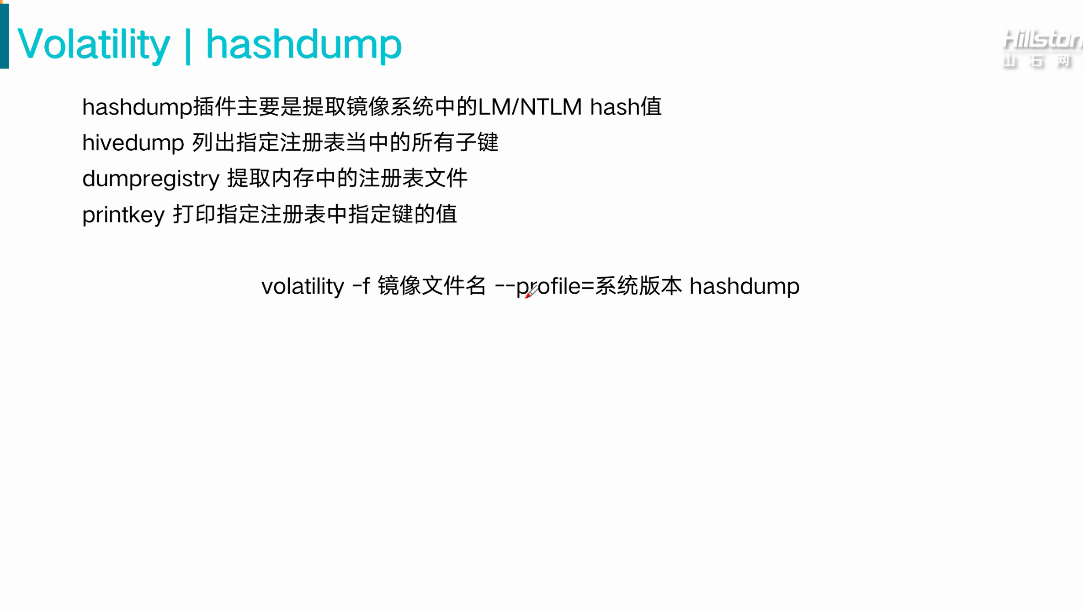 Volatility | hashdump
Hillston
山石网
hashdump插件主要是提取镜像系统中的LM/NTLM hash值
hivedump 列出指定注册表当中的所有子键
dumpregistry 提取内存中的注册表文件
printkey 打印指定注册表中指定键的值
volatility -f 镜像文件名 --profile=系统版本 hashdump